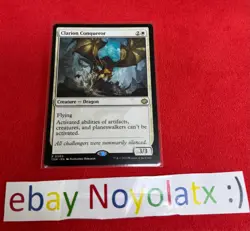 Clarion Conqueror
2
Creature — Dragon
Flying
Activated abilities of artifacts,
creatures, and planeswalkers can't be
activated.
All challengers were summarily silenced.
3/3
ebay Noyolatx :)